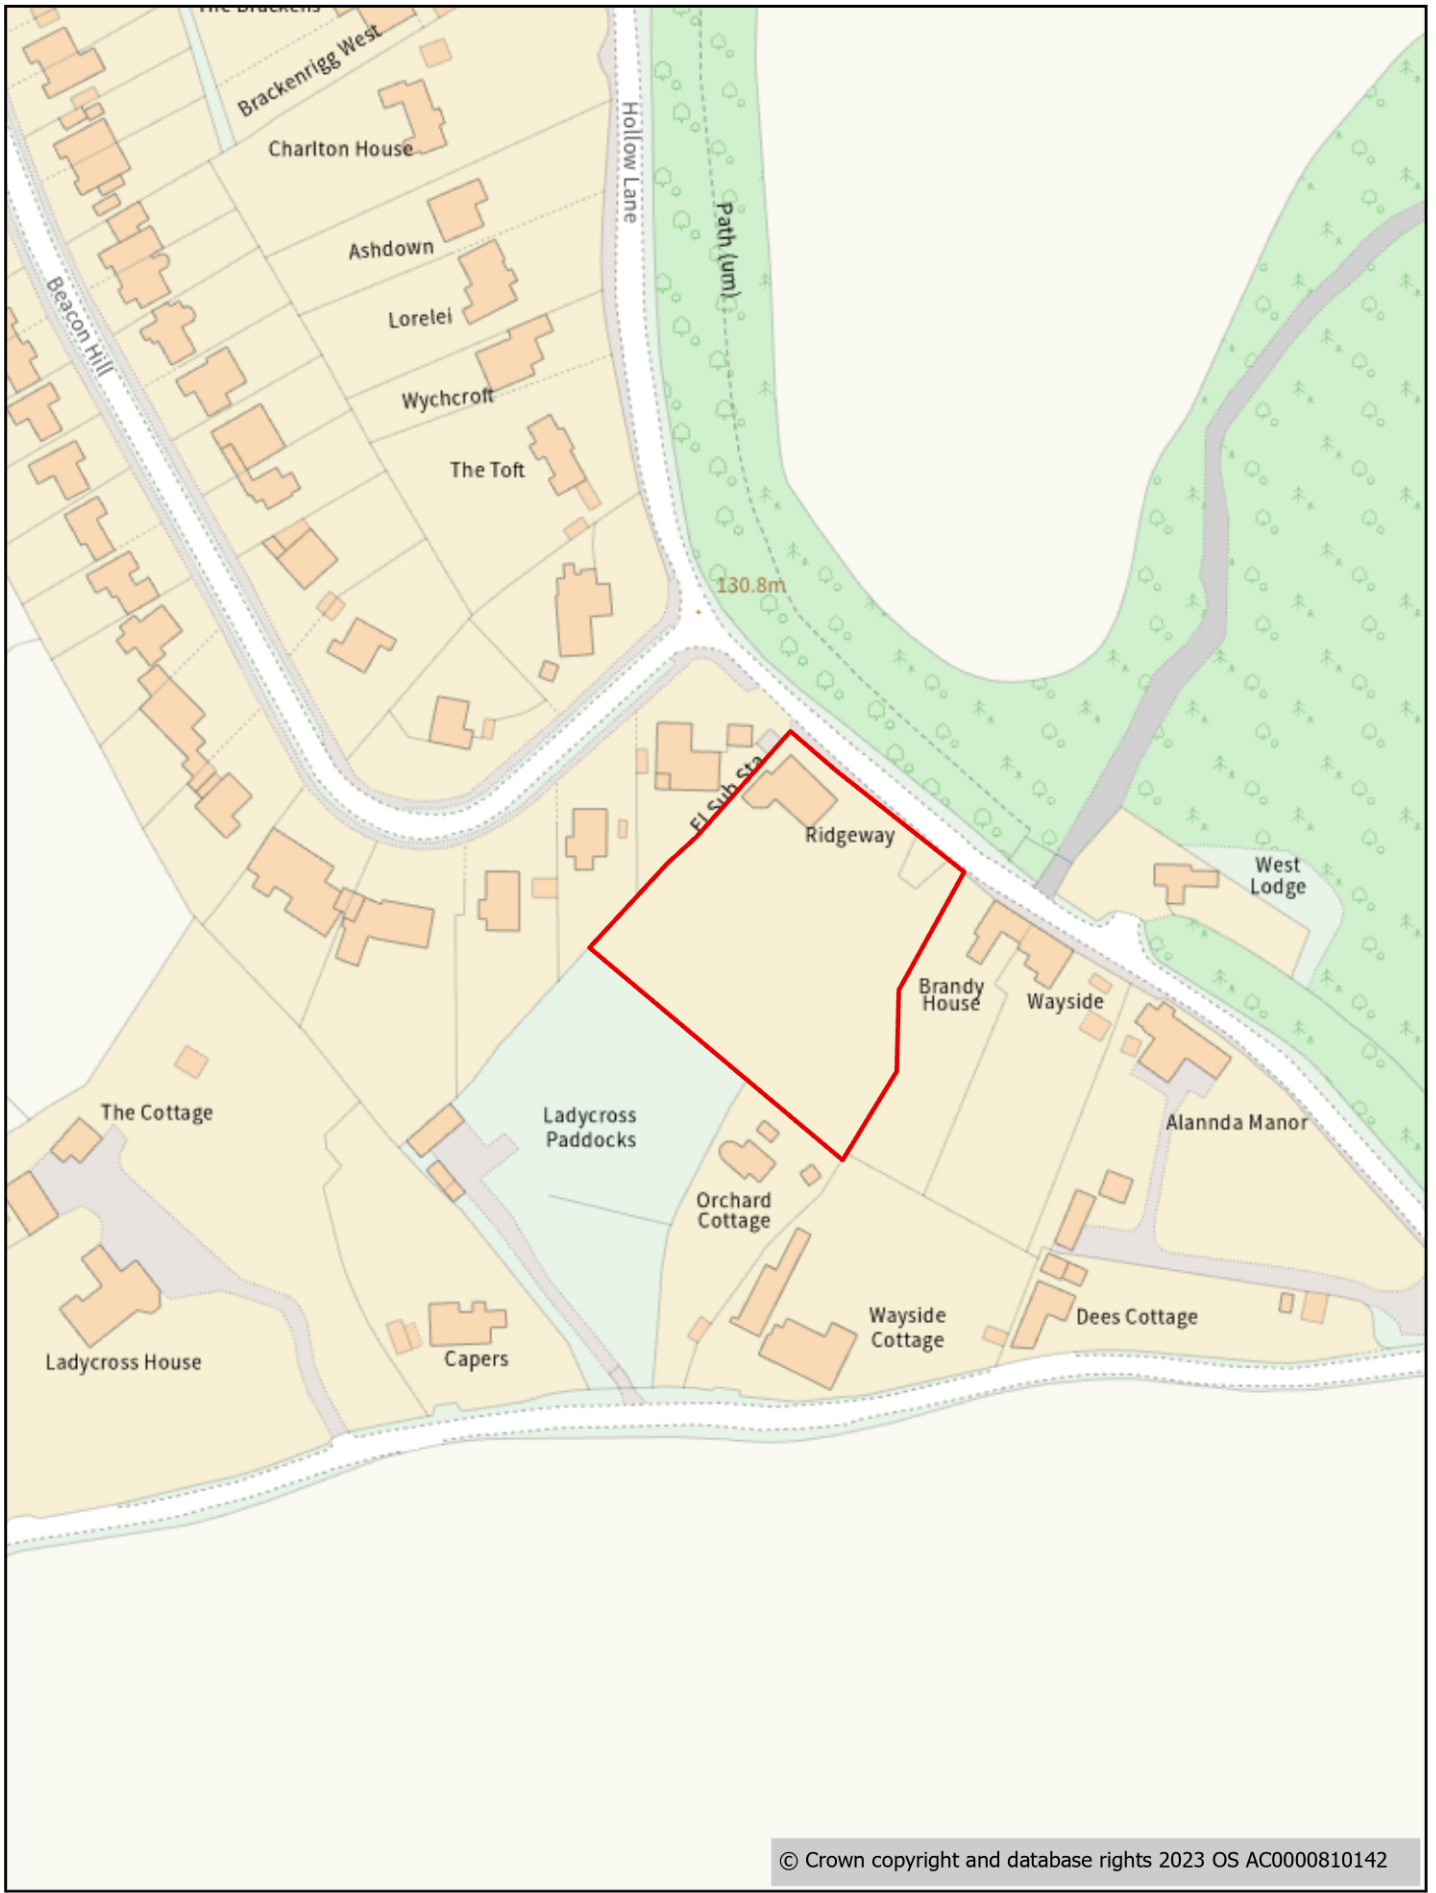 The Brackens
Brackenrigg West
Charlton House
Hollow Lane
Path (um)
Ashdown
Beacon Hill
Lorelei
Wychcroft
The Toft
130.8m
El Sub Sta
Ridgeway
West
Lodge
Brandy
House
Wayside
The Cottage
Ladycross
Paddocks
Alannda Manor
Orchard
Cottage
Wayside
Cottage
Dees Cottage
Ladycross House
Capers
© Crown copyright and database rights 2023 OS AC0000810142